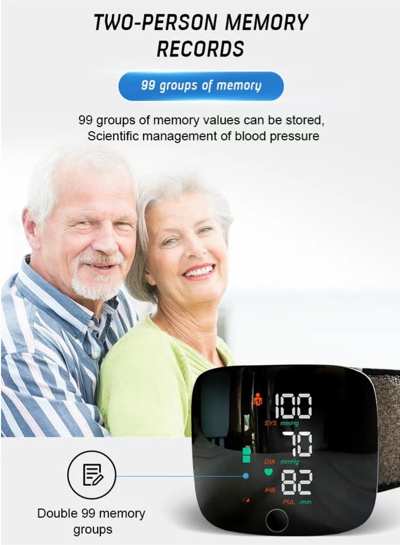 TWO-PERSON MEMORY
RECORDS
99 groups of memory
99 groups of memory values can be stored,
Scientific management of blood pressure
100
SYS mmHg
70
DIA mmHg
82
IHB
PUL /min
Double 99 memory
groups